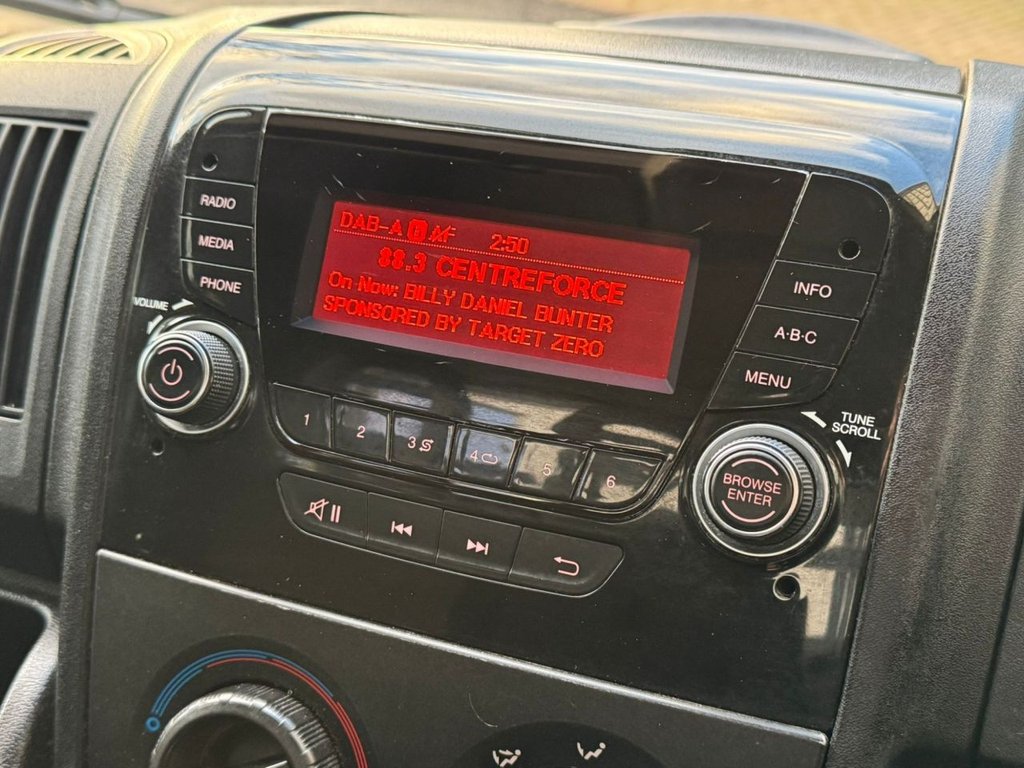 DAB-A 2:50
88.3 CENTREFORCE
On Now: BILLY DANIEL BUNTER
SPONSORED BY TARGET ZERO
RADIO
MEDIA
PHONE
VOLUME
INFO
A·B·C
MENU
TUNE
SCROLL
BROWSE
ENTER
1
2
3
4
5
6